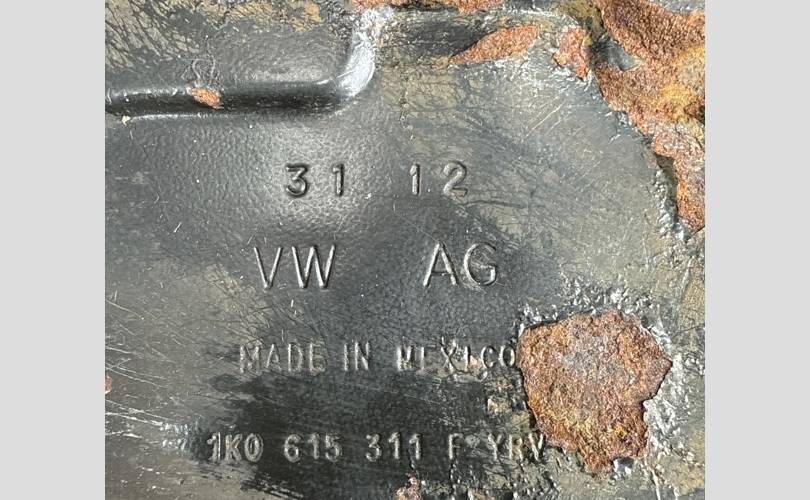 31 12
VW AG
MADE IN MEXICO
1K0 615 311 F